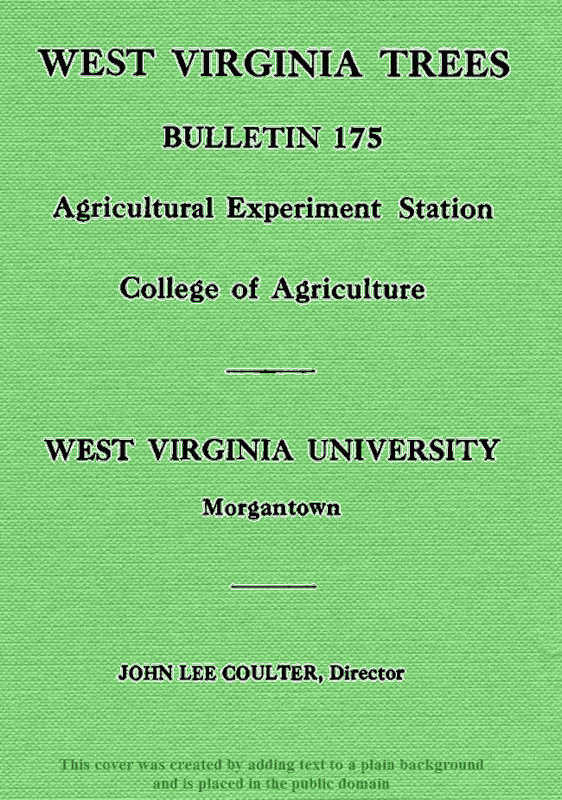 WEST VIRGINIA TREES
BULLETIN 175
Agricultural Experiment Station
College of Agriculture
WEST VIRGINIA UNIVERSITY
Morgantown
JOHN LEE COULTER, Director
This cover was created by adding text to a plain background
and is placed in the public domain